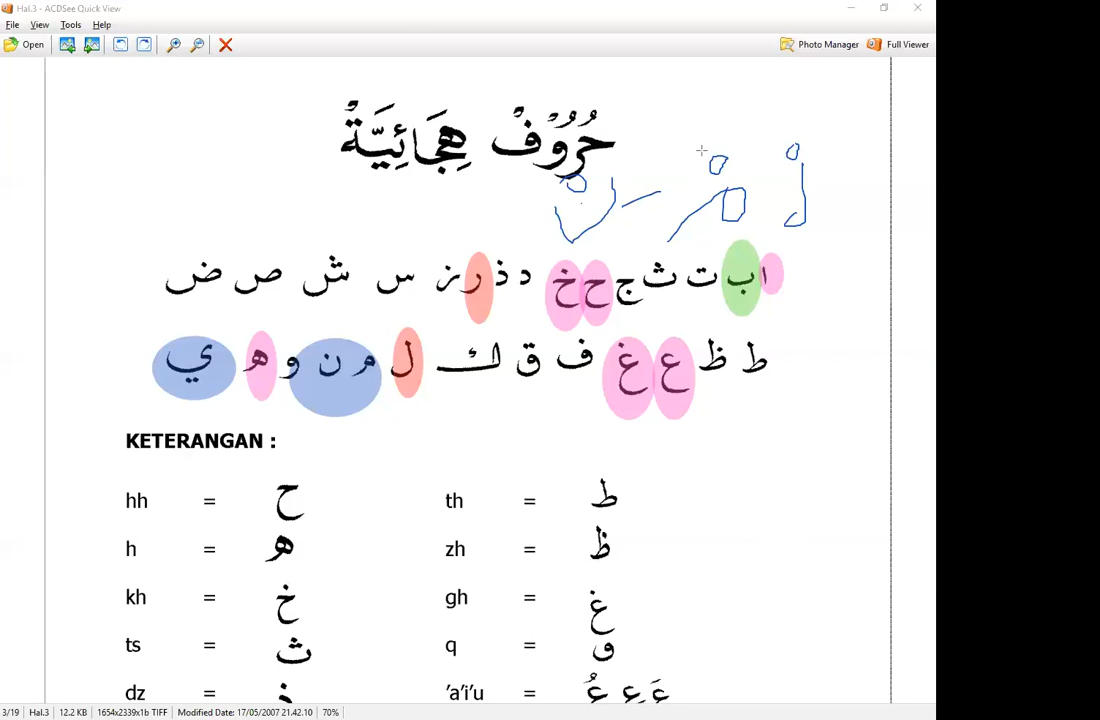 Hal.3 - ACDSee Quick View
File View Tools Help
Open Photo Manager Full Viewer
حُرُوْفْ هِجَائِيَّةْ
لْ مْ نْ
ا ب ت ث ج ح خ د ذ ر ز س ش ص ض
ط ظ ع غ ف ق ك ل م ن و ه ي
KETERANGAN :
hh = ح th = ط
h = ه zh = ظ
kh = خ gh = غ
ts = ث q = ق
dz = ذ 'a'i'u = عَ عِ عُ
3/19 Hal.3 12.2 KB 1654x2339x1b TIFF Modified Date: 17/05/2007 21.42.10 70%